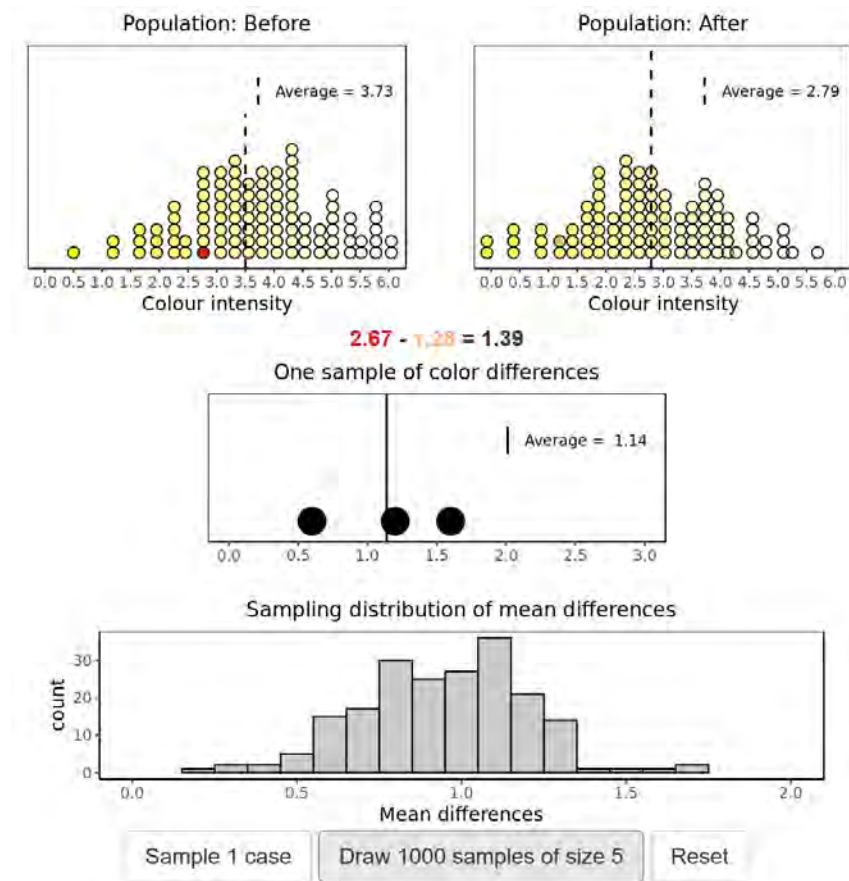 Population: Before
Population: After
Average = 3.73
Average = 2.79
0.0 0.5 1.0 1.5 2.0 2.5 3.0 3.5 4.0 4.5 5.0 5.5 6.0
0.0 0.5 1.0 1.5 2.0 2.5 3.0 3.5 4.0 4.5 5.0 5.5 6.0
Colour intensity
Colour intensity
2.67 - 1.28 = 1.39
One sample of color differences
Average = 1.14
0.0 0.5 1.0 1.5 2.0 2.5 3.0
Sampling distribution of mean differences
30
20
10
0
count
0.0 0.5 1.0 1.5 2.0
Mean differences
Sample 1 case
Draw 1000 samples of size 5
Reset